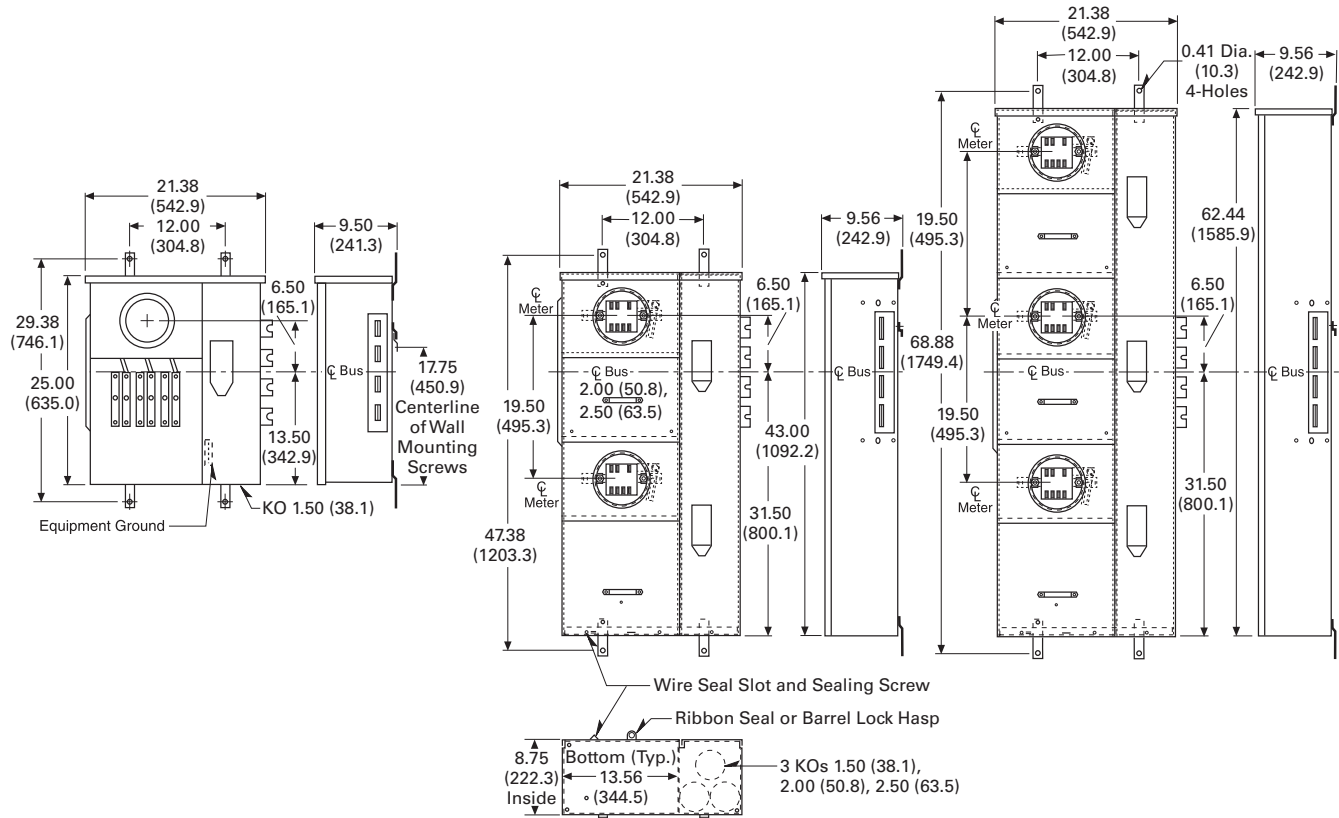 21.38
(542.9)
12.00
(304.8)
29.38
(746.1)
25.00
(635.0)
6.50
(165.1)
℄ Bus
13.50
(342.9)
KO 1.50 (38.1)
Equipment Ground
9.50
(241.3)
17.75
(450.9)
Centerline
of Wall
Mounting
Screws
21.38
(542.9)
12.00
(304.8)
℄
Meter
6.50
(165.1)
℄ Bus
2.00 (50.8),
2.50 (63.5)
19.50
(495.3)
43.00
(1092.2)
℄
Meter
31.50
(800.1)
47.38
(1203.3)
9.56
(242.9)
℄ Bus
21.38
(542.9)
12.00
(304.8)
0.41 Dia.
(10.3)
4-Holes
℄
Meter
19.50
(495.3)
℄
Meter
6.50
(165.1)
68.88
(1749.4)
℄ Bus
19.50
(495.3)
℄
Meter
31.50
(800.1)
9.56
(242.9)
62.44
(1585.9)
℄ Bus
Wire Seal Slot and Sealing Screw
Ribbon Seal or Barrel Lock Hasp
8.75
(222.3)
Inside
Bottom (Typ.)
13.56
(344.5)
3 KOs 1.50 (38.1),
2.00 (50.8), 2.50 (63.5)